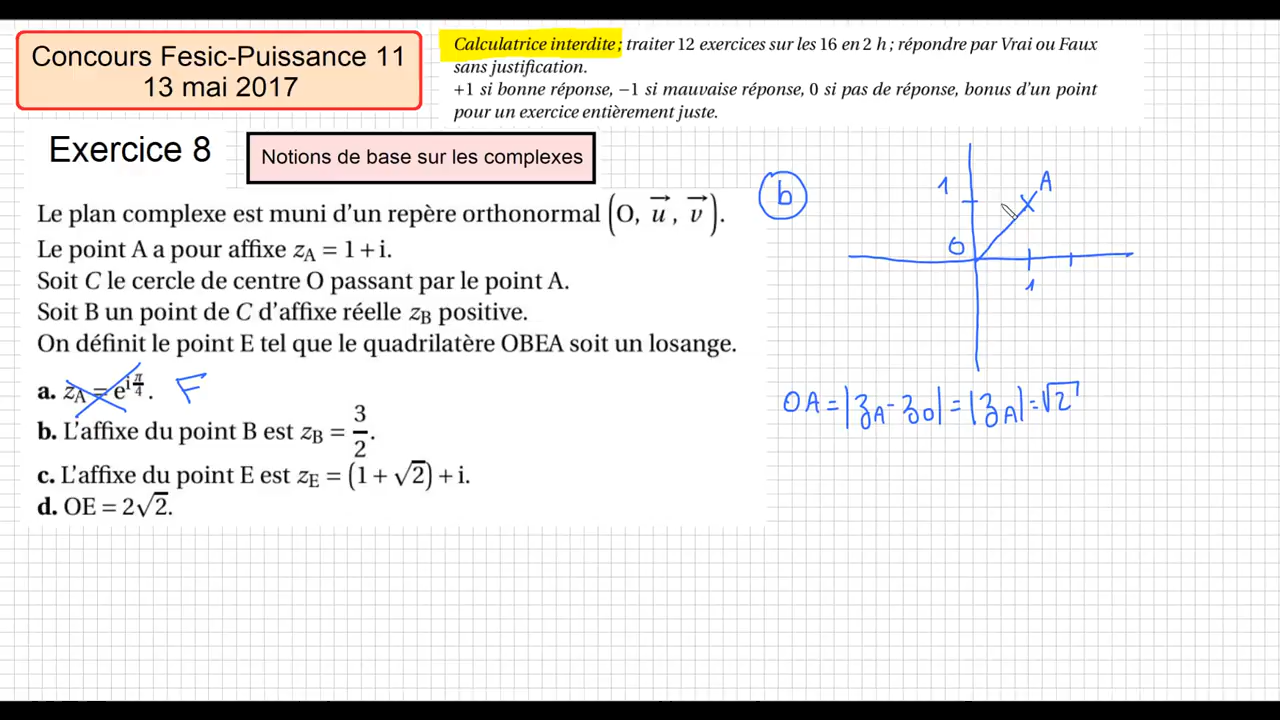 Concours Fesic-Puissance 11
13 mai 2017
Calculatrice interdite ; traiter 12 exercices sur les 16 en 2 h ; répondre par Vrai ou Faux
sans justification.
+1 si bonne réponse, −1 si mauvaise réponse, 0 si pas de réponse, bonus d'un point
pour un exercice entièrement juste.
Exercice 8
Notions de base sur les complexes
Le plan complexe est muni d'un repère orthonormal (O, u⃗, v⃗).
Le point A a pour affixe z_A = 1 + i.
Soit C le cercle de centre O passant par le point A.
Soit B un point de C d'affixe réelle z_B positive.
On définit le point E tel que le quadrilatère OBEA soit un losange.
a. z_A = e^{iπ/4}. F
b. L'affixe du point B est z_B = 3/2.
c. L'affixe du point E est z_E = (1 + √2) + i.
d. OE = 2√2.
b
1
A
0
1
OA = |z_A - z_O| = |z_A| = √2